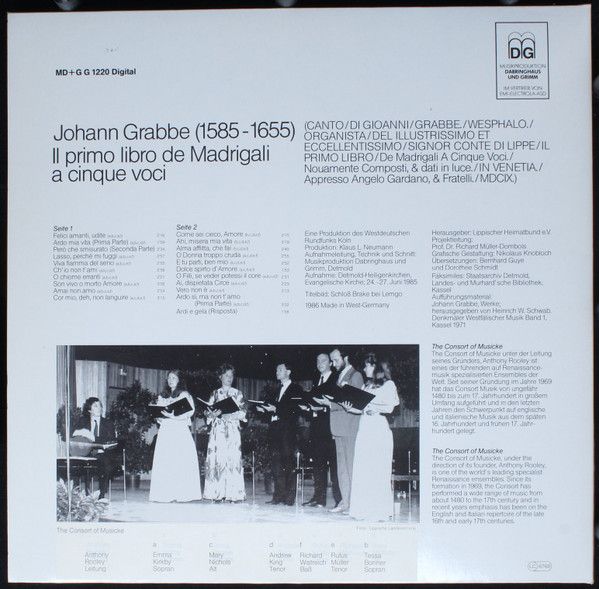 MD+G G 1220 Digital
DG
MUSIKPRODUKTION
DABRINGHAUS
UND GRIMM
IM VERTRIEB VON
EMI-ELECTROLA ASD
Johann Grabbe (1585-1655)
Il primo libro de Madrigali
a cinque voci
(CANTO/DI GIOANNI/GRABBE./WESPHALO./
ORGANISTA/DEL ILLUSTRISSIMO ET
ECCELLENTISSIMO/SIGNOR CONTE DI LIPPE/IL
PRIMO LIBRO/De Madrigali A Cinque Voci./
Nouamente Composti, & dati in luce./IN VENETIA./
Appresso Angelo Gardano, & Fratelli./MDCIX.)
Seite 1
Felici amanti, udite
Ardo mia vita (Prima Parte)
Però che smisurato (Seconda Parte)
Lasso, perché mi fuggi
Viva fiamma del seno
Ch'io non t'ami
O chiome erranti
Son vivo o morto Amore
Amai non amo
Cor mio, deh, non languire
Seite 2
Come sei cieco, Amore
Ahi, misera mia vita
Alma afflitta, che fai
O Donna troppo cruda
E tu parti, ben mio
Dolce spirto d'Amore
O Filli, se veder potessi il core
Ai, dispietata Circe
Vero non è
Ardo sì, ma non t'amo
(Prima Parte)
Ardi e gela (Risposta)
Eine Produktion des Westdeutschen
Rundfunks Köln
Produktion: Klaus L. Neumann
Aufnahmeleitung, Technik und Schnitt:
Musikproduktion Dabringhaus und
Grimm, Detmold
Aufnahme: Detmold-Heiligenkirchen,
Evangelische Kirche; 24.-27. Juni 1985
Titelbild: Schloß Brake bei Lemgo
1986 Made in West-Germany
Herausgeber: Lippischer Heimatbund e.V.
Projektleitung:
Prof. Dr. Richard Müller-Dombois
Grafische Gestaltung: Nikolaus Knobloch
Übersetzungen: Bernhard Guye
und Dorothee Schmidt
Faksimiles: Staatsarchiv Detmold,
Landes- und Murhard'sche Bibliothek,
Kassel
Aufführungsmaterial:
Johann Grabbe, Werke;
herausgegeben von Heinrich W. Schwab.
Denkmäler Westfälischer Musik Band 1,
Kassel 1971
The Consort of Musicke
The Consort of Musicke unter der Leitung
seines Gründers, Anthony Rooley ist
eines der führenden auf Renaissance-
musik spezialisierten Ensembles der
Welt. Seit seiner Gründung im Jahre 1969
hat das Consort Musik von ungefähr
1480 bis zum 17. Jahrhundert in großem
Umfang aufgeführt und in den letzten
Jahren den Schwerpunkt auf englische
und italienische Musik aus dem späten
16. Jahrhundert und frühen 17. Jahr-
hundert gelegt.
The Consort of Musicke
The Consort of Musicke, under the
direction of its founder, Anthony Rooley,
is one of the world's leading specialist
Renaissance ensembles. Since its
formation in 1969, the Consort has
performed a wide range of music from
about 1480 to the 17th century and in
recent years emphasis has been on the
English and Italian repertoire of the late
16th and early 17th centuries.
The Consort of Musicke
a c d f e b
Anthony Emma Mary Andrew Richard Rufus Tessa
Rooley Kirkby Nichols King Wistreich Müller Bonner
Leitung Sopran Alt Tenor Baß Tenor Sopran